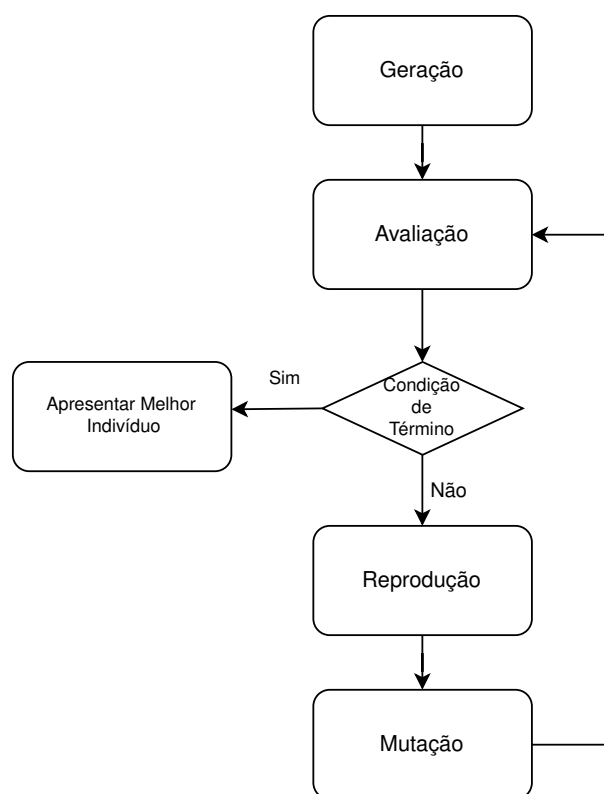 Geração
Avaliação
Condição
de
Término
Sim
Apresentar Melhor
Indivíduo
Não
Reprodução
Mutação